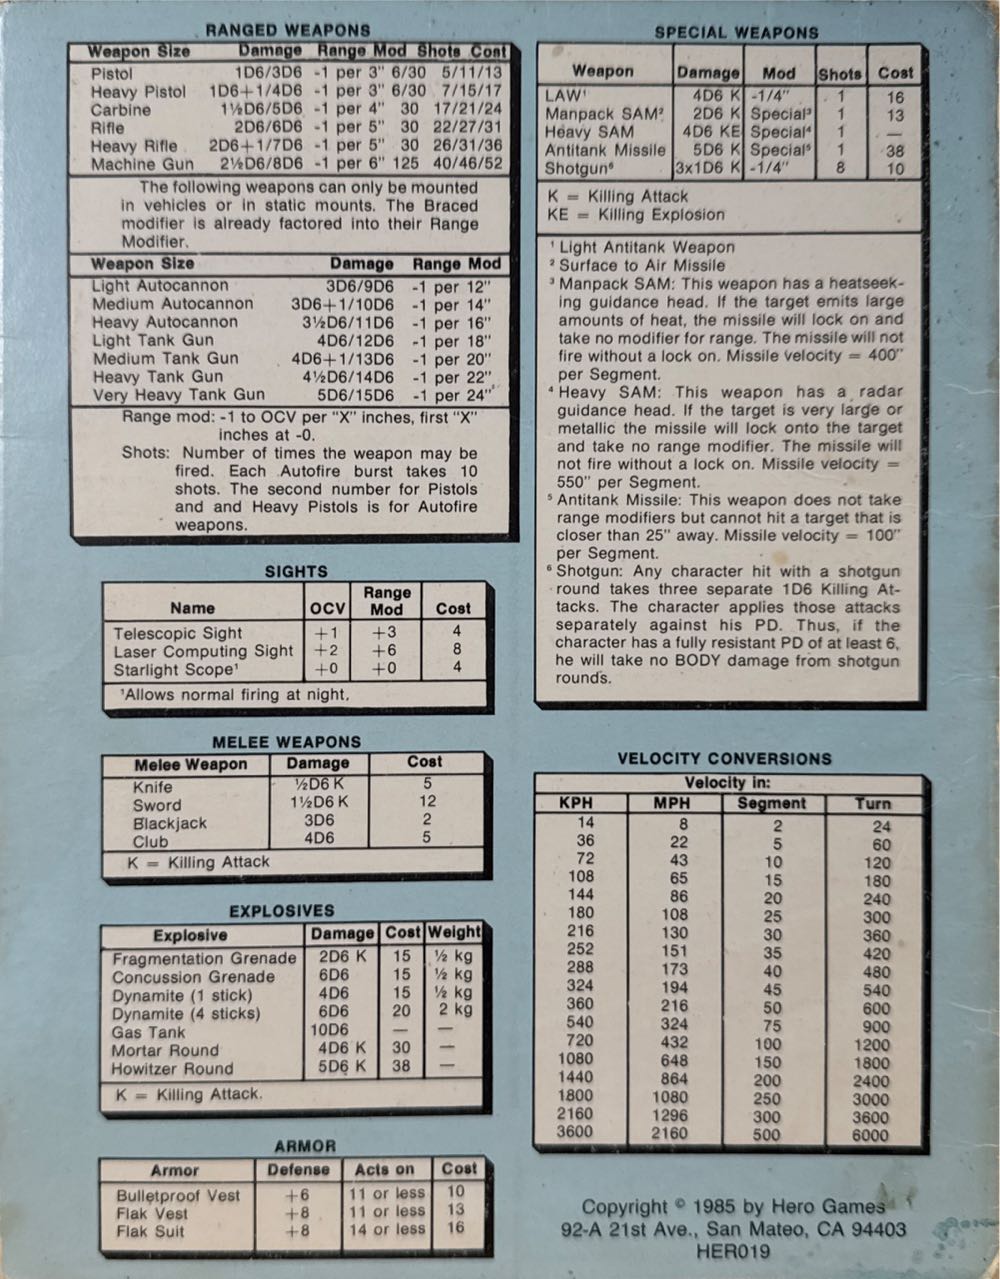 RANGED WEAPONS
Weapon Size Damage Range Mod Shots Cost
Pistol 1D6/3D6 -1 per 3" 6/30 5/11/13
Heavy Pistol 1D6+1/4D6 -1 per 3" 6/30 7/15/17
Carbine 1½D6/5D6 -1 per 4" 30 17/21/24
Rifle 2D6/6D6 -1 per 5" 30 22/27/31
Heavy Rifle 2D6+1/7D6 -1 per 5" 30 26/31/36
Machine Gun 2½D6/8D6 -1 per 6" 125 40/46/52
The following weapons can only be mounted
in vehicles or in static mounts. The Braced
modifier is already factored into their Range
Modifier.
Weapon Size Damage Range Mod
Light Autocannon 3D6/9D6 -1 per 12"
Medium Autocannon 3D6+1/10D6 -1 per 14"
Heavy Autocannon 3½D6/11D6 -1 per 16"
Light Tank Gun 4D6/12D6 -1 per 18"
Medium Tank Gun 4D6+1/13D6 -1 per 20"
Heavy Tank Gun 4½D6/14D6 -1 per 22"
Very Heavy Tank Gun 5D6/15D6 -1 per 24"
Range mod: -1 to OCV per "X" inches, first "X"
inches at -0.
Shots: Number of times the weapon may be
fired. Each Autofire burst takes 10
shots. The second number for Pistols
and and Heavy Pistols is for Autofire
weapons.
SIGHTS
Name OCV Range Mod Cost
Telescopic Sight +1 +3 4
Laser Computing Sight +2 +6 8
Starlight Scope¹ +0 +0 4
¹Allows normal firing at night.
MELEE WEAPONS
Melee Weapon Damage Cost
Knife ½D6 K 5
Sword 1½D6 K 12
Blackjack 3D6 2
Club 4D6 5
K = Killing Attack
EXPLOSIVES
Explosive Damage Cost Weight
Fragmentation Grenade 2D6 K 15 ½ kg
Concussion Grenade 6D6 15 ½ kg
Dynamite (1 stick) 4D6 15 ½ kg
Dynamite (4 sticks) 6D6 20 2 kg
Gas Tank 10D6 — —
Mortar Round 4D6 K 30 —
Howitzer Round 5D6 K 38 —
K = Killing Attack.
ARMOR
Armor Defense Acts on Cost
Bulletproof Vest +6 11 or less 10
Flak Vest +8 11 or less 13
Flak Suit +8 14 or less 16
SPECIAL WEAPONS
Weapon Damage Mod Shots Cost
LAW¹ 4D6 K -1/4" 1 16
Manpack SAM² 2D6 K Special³ 1 13
Heavy SAM 4D6 KE Special⁴ 1 —
Antitank Missile 5D6 K Special⁵ 1 38
Shotgun⁶ 3x1D6 K -1/4" 8 10
K = Killing Attack
KE = Killing Explosion
¹ Light Antitank Weapon
² Surface to Air Missile
³ Manpack SAM: This weapon has a heatseek-
ing guidance head. If the target emits large
amounts of heat, the missile will lock on and
take no modifier for range. The missile will not
fire without a lock on. Missile velocity = 400"
per Segment.
⁴ Heavy SAM: This weapon has a radar
guidance head. If the target is very large or
metallic the missile will lock onto the target
and take no range modifier. The missile will
not fire without a lock on. Missile velocity =
550" per Segment.
⁵ Antitank Missile: This weapon does not take
range modifiers but cannot hit a target that is
closer than 25" away. Missile velocity = 100"
per Segment.
⁶ Shotgun: Any character hit with a shotgun
round takes three separate 1D6 Killing At-
tacks. The character applies those attacks
separately against his PD. Thus, if the
character has a fully resistant PD of at least 6,
he will take no BODY damage from shotgun
rounds.
VELOCITY CONVERSIONS
Velocity in:
KPH MPH Segment Turn
14 8 2 24
36 22 5 60
72 43 10 120
108 65 15 180
144 86 20 240
180 108 25 300
216 130 30 360
252 151 35 420
288 173 40 480
324 194 45 540
360 216 50 600
540 324 75 900
720 432 100 1200
1080 648 150 1800
1440 864 200 2400
1800 1080 250 3000
2160 1296 300 3600
3600 2160 500 6000
Copyright © 1985 by Hero Games
92-A 21st Ave., San Mateo, CA 94403
HER019